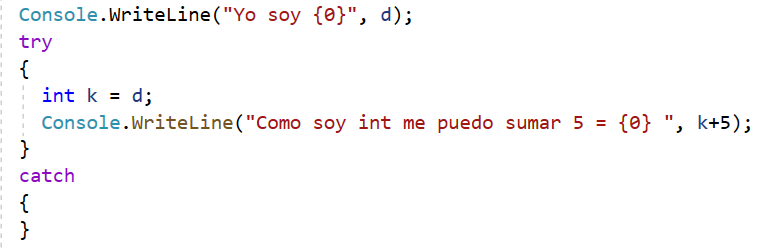 Console.WriteLine("Yo soy {0}", d);
try
{
int k = d;
Console.WriteLine("Como soy int me puedo sumar 5 = {0} ", k+5);
}
catch
{
}